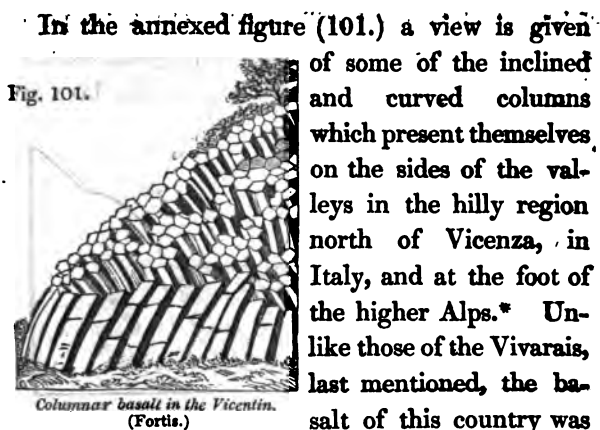 In the annexed figure (101.) a view is given
of some of the inclined
and curved columns
which present themselves
on the sides of the val-
leys in the hilly region
north of Vicenza, in
Italy, and at the foot of
the higher Alps.* Un-
like those of the Vivarais,
last mentioned, the ba-
salt of this country was
Fig. 101.
Columnar basalt in the Vicentin.
(Fortis.)